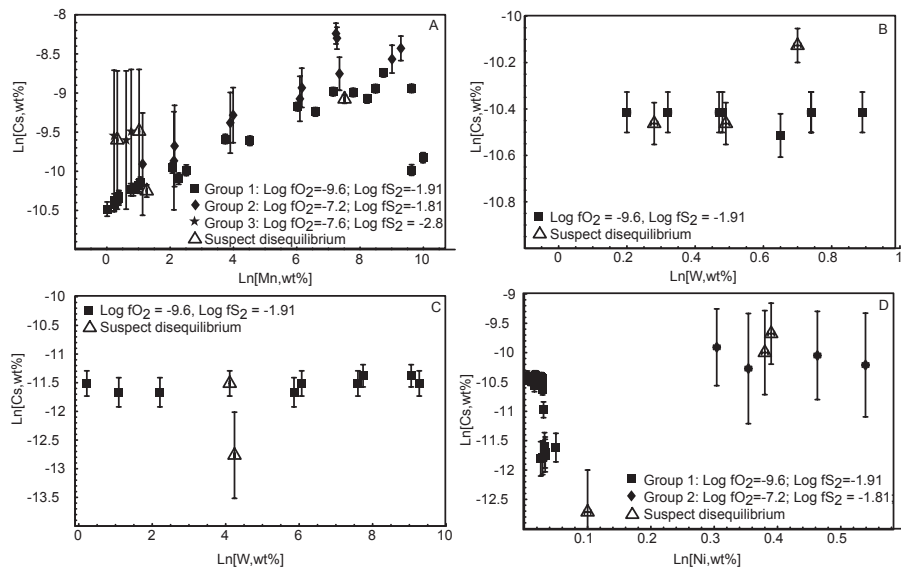 A
Ln[Cs,wt%]
-8
-8.5
-9
-9.5
-10
-10.5
0
2
4
6
8
10
Ln[Mn,wt%]
Group 1: Log fO2=-9.6; Log fS2=-1.91
Group 2: Log fO2=-7.2; Log fS2=-1.81
Group 3: Log fO2=-7.6; Log fS2 = -2.8
Suspect disequilibrium
B
Ln[Cs,wt%]
-10
-10.2
-10.4
-10.6
-10.8
0
0.2
0.4
0.6
0.8
1
Ln[W,wt%]
Log fO2 = -9.6, Log fS2 = -1.91
Suspect disequilibrium
C
Ln[Cs,wt%]
-10
-10.5
-11
-11.5
-12
-12.5
-13
-13.5
0
2
4
6
8
10
Ln[W,wt%]
Log fO2 = -9.6, Log fS2 = -1.91
Suspect disequilibrium
D
Ln[Cs,wt%]
-9
-9.5
-10
-10.5
-11
-11.5
-12
-12.5
0.1
0.2
0.3
0.4
0.5
Ln[Ni,wt%]
Group 1: Log fO2=-9.6; Log fS2=-1.91
Group 2: Log fO2=-7.2; Log fS2 = -1.81;
Suspect disequilibrium